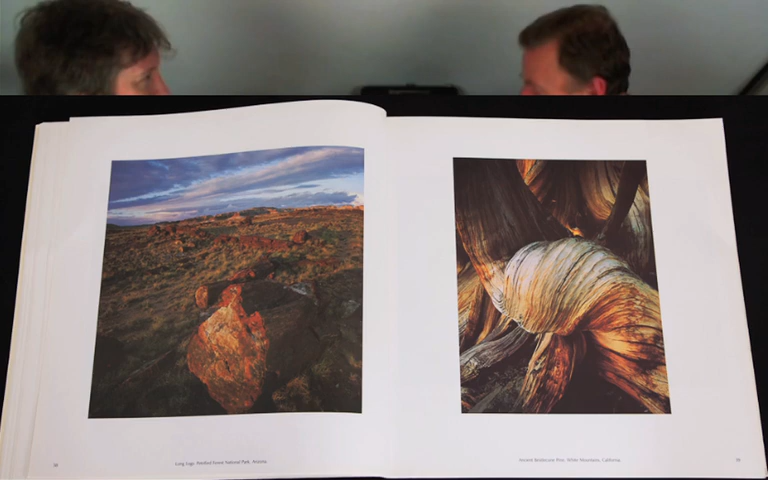 Long Logs, Petrified Forest National Park, Arizona
Ancient Bristlecone Pine, White Mountains, California